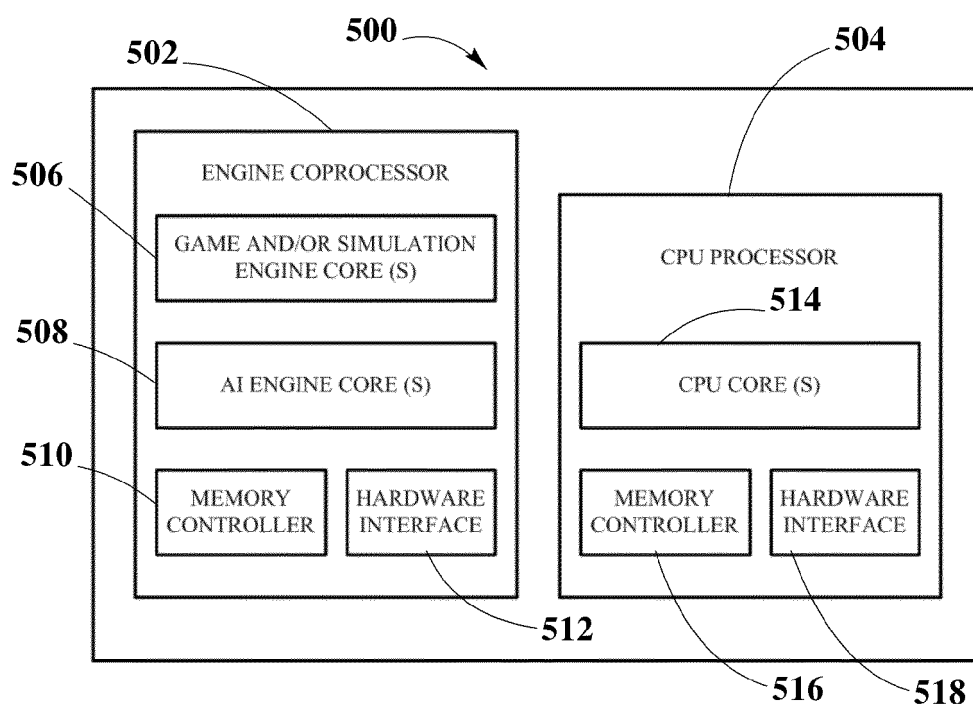 500
502
504
ENGINE COPROCESSOR
506
GAME AND/OR SIMULATION
ENGINE CORE (S)
CPU PROCESSOR
514
508
AI ENGINE CORE (S)
CPU CORE (S)
510
MEMORY
CONTROLLER
HARDWARE
INTERFACE
MEMORY
CONTROLLER
HARDWARE
INTERFACE
512
516
518